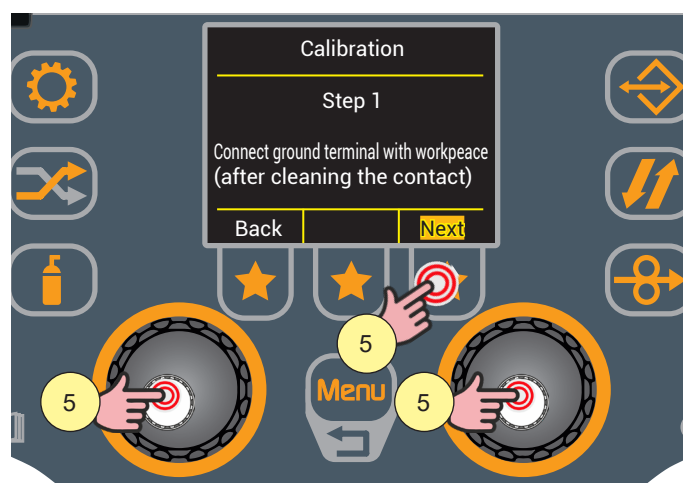 Calibration
Step 1
Connect ground terminal with workpeace
(after cleaning the contact)
Back Next
5
Menu
5 5